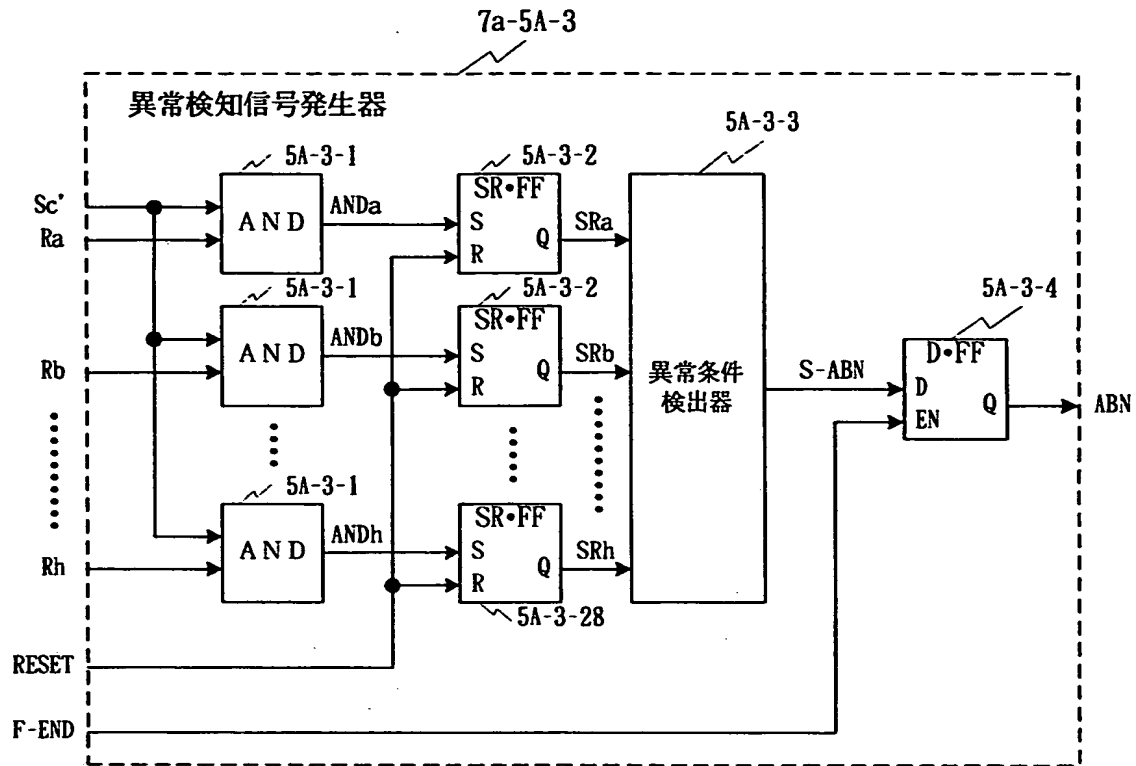 7a-5A-3
異常検知信号発生器
5A-3-1
5A-3-2
5A-3-3
Sc'
Ra
AND
ANDa
SR•FF
S
R
Q
SRa
5A-3-1
5A-3-2
5A-3-4
Rb
AND
ANDb
SR•FF
S
R
Q
SRb
異常条件
検出器
S-ABN
D•FF
D
EN
Q
ABN
5A-3-1
Rh
AND
ANDh
SR•FF
S
R
Q
SRh
5A-3-28
RESET
F-END